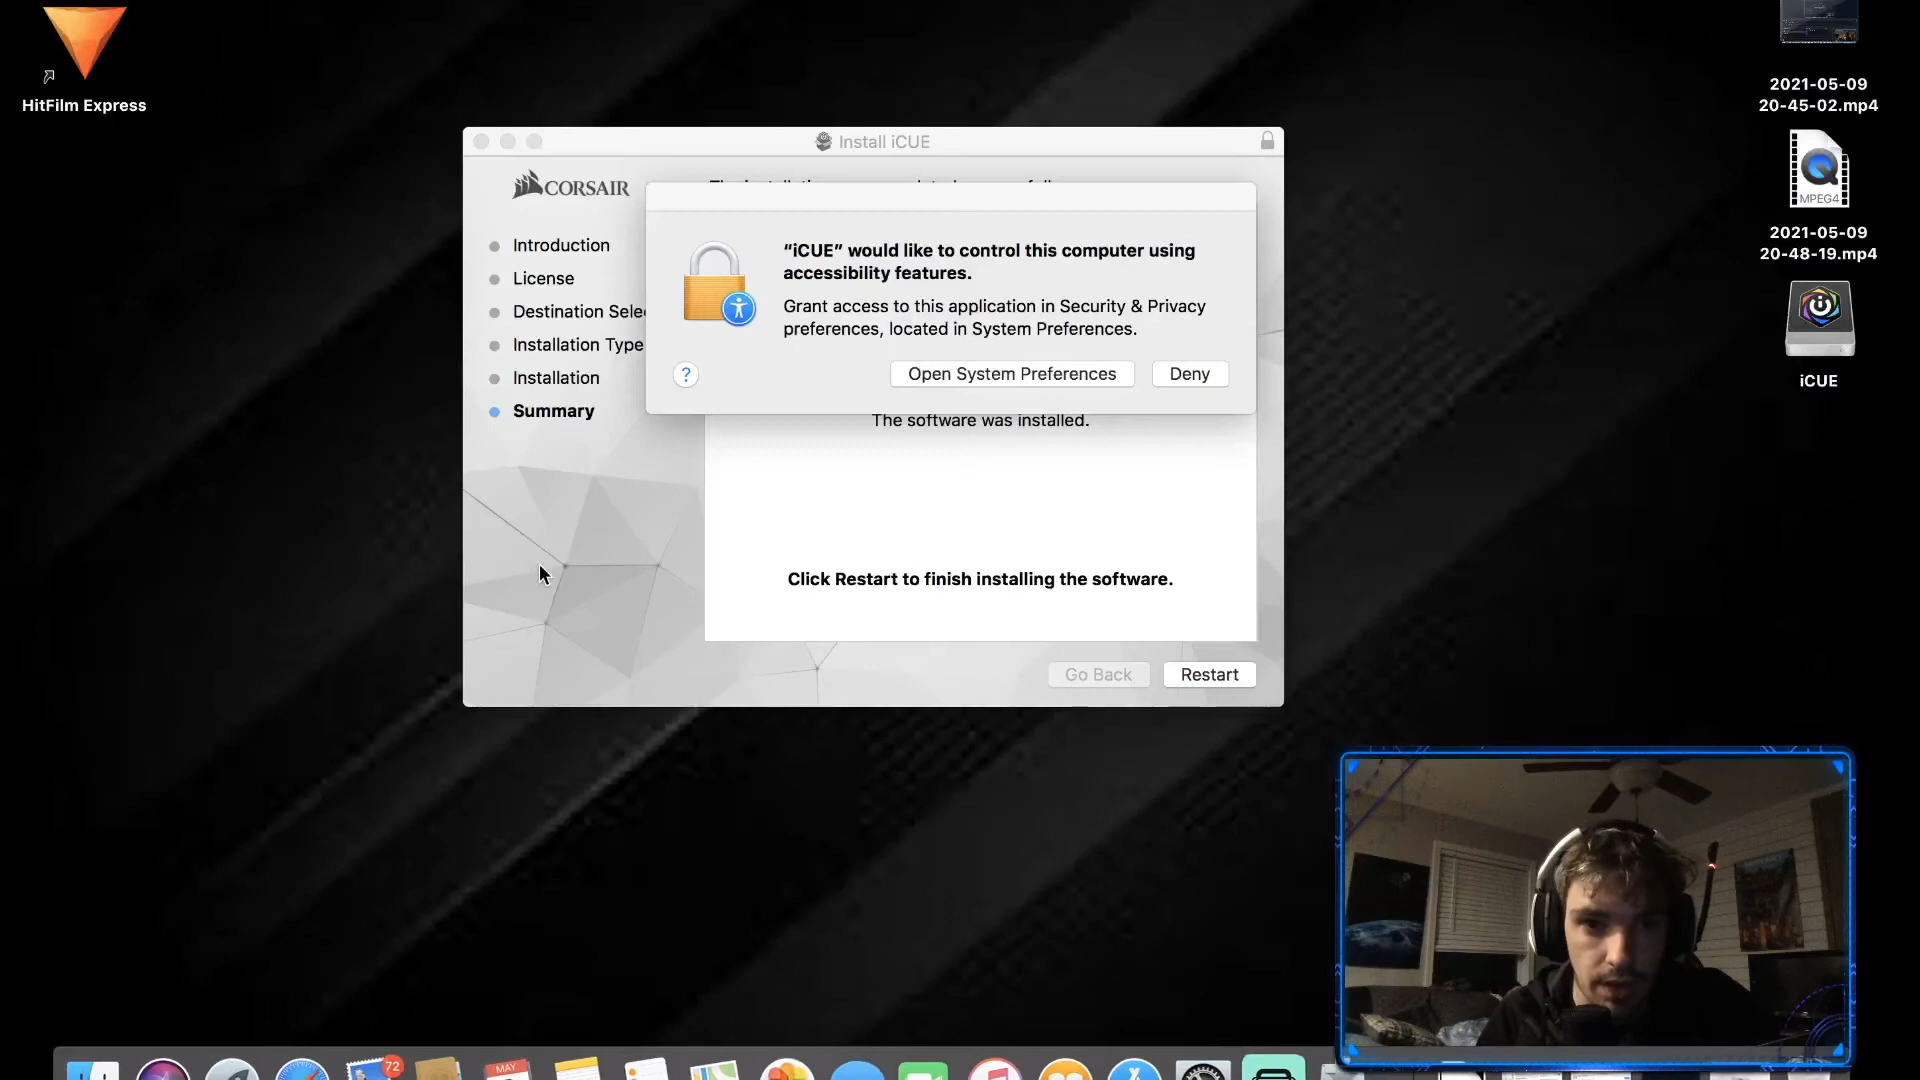 HitFilm Express
2021-05-09
20-45-02.mp4
MPEG4
2021-05-09
20-48-19.mp4
iCUE
Install iCUE
CORSAIR
Introduction
License
Destination Sele
Installation Type
Installation
Summary
“iCUE” would like to control this computer using
accessibility features.
Grant access to this application in Security & Privacy
preferences, located in System Preferences.
?
Open System Preferences
Deny
The software was installed.
Click Restart to finish installing the software.
Go Back
Restart
72
MAY